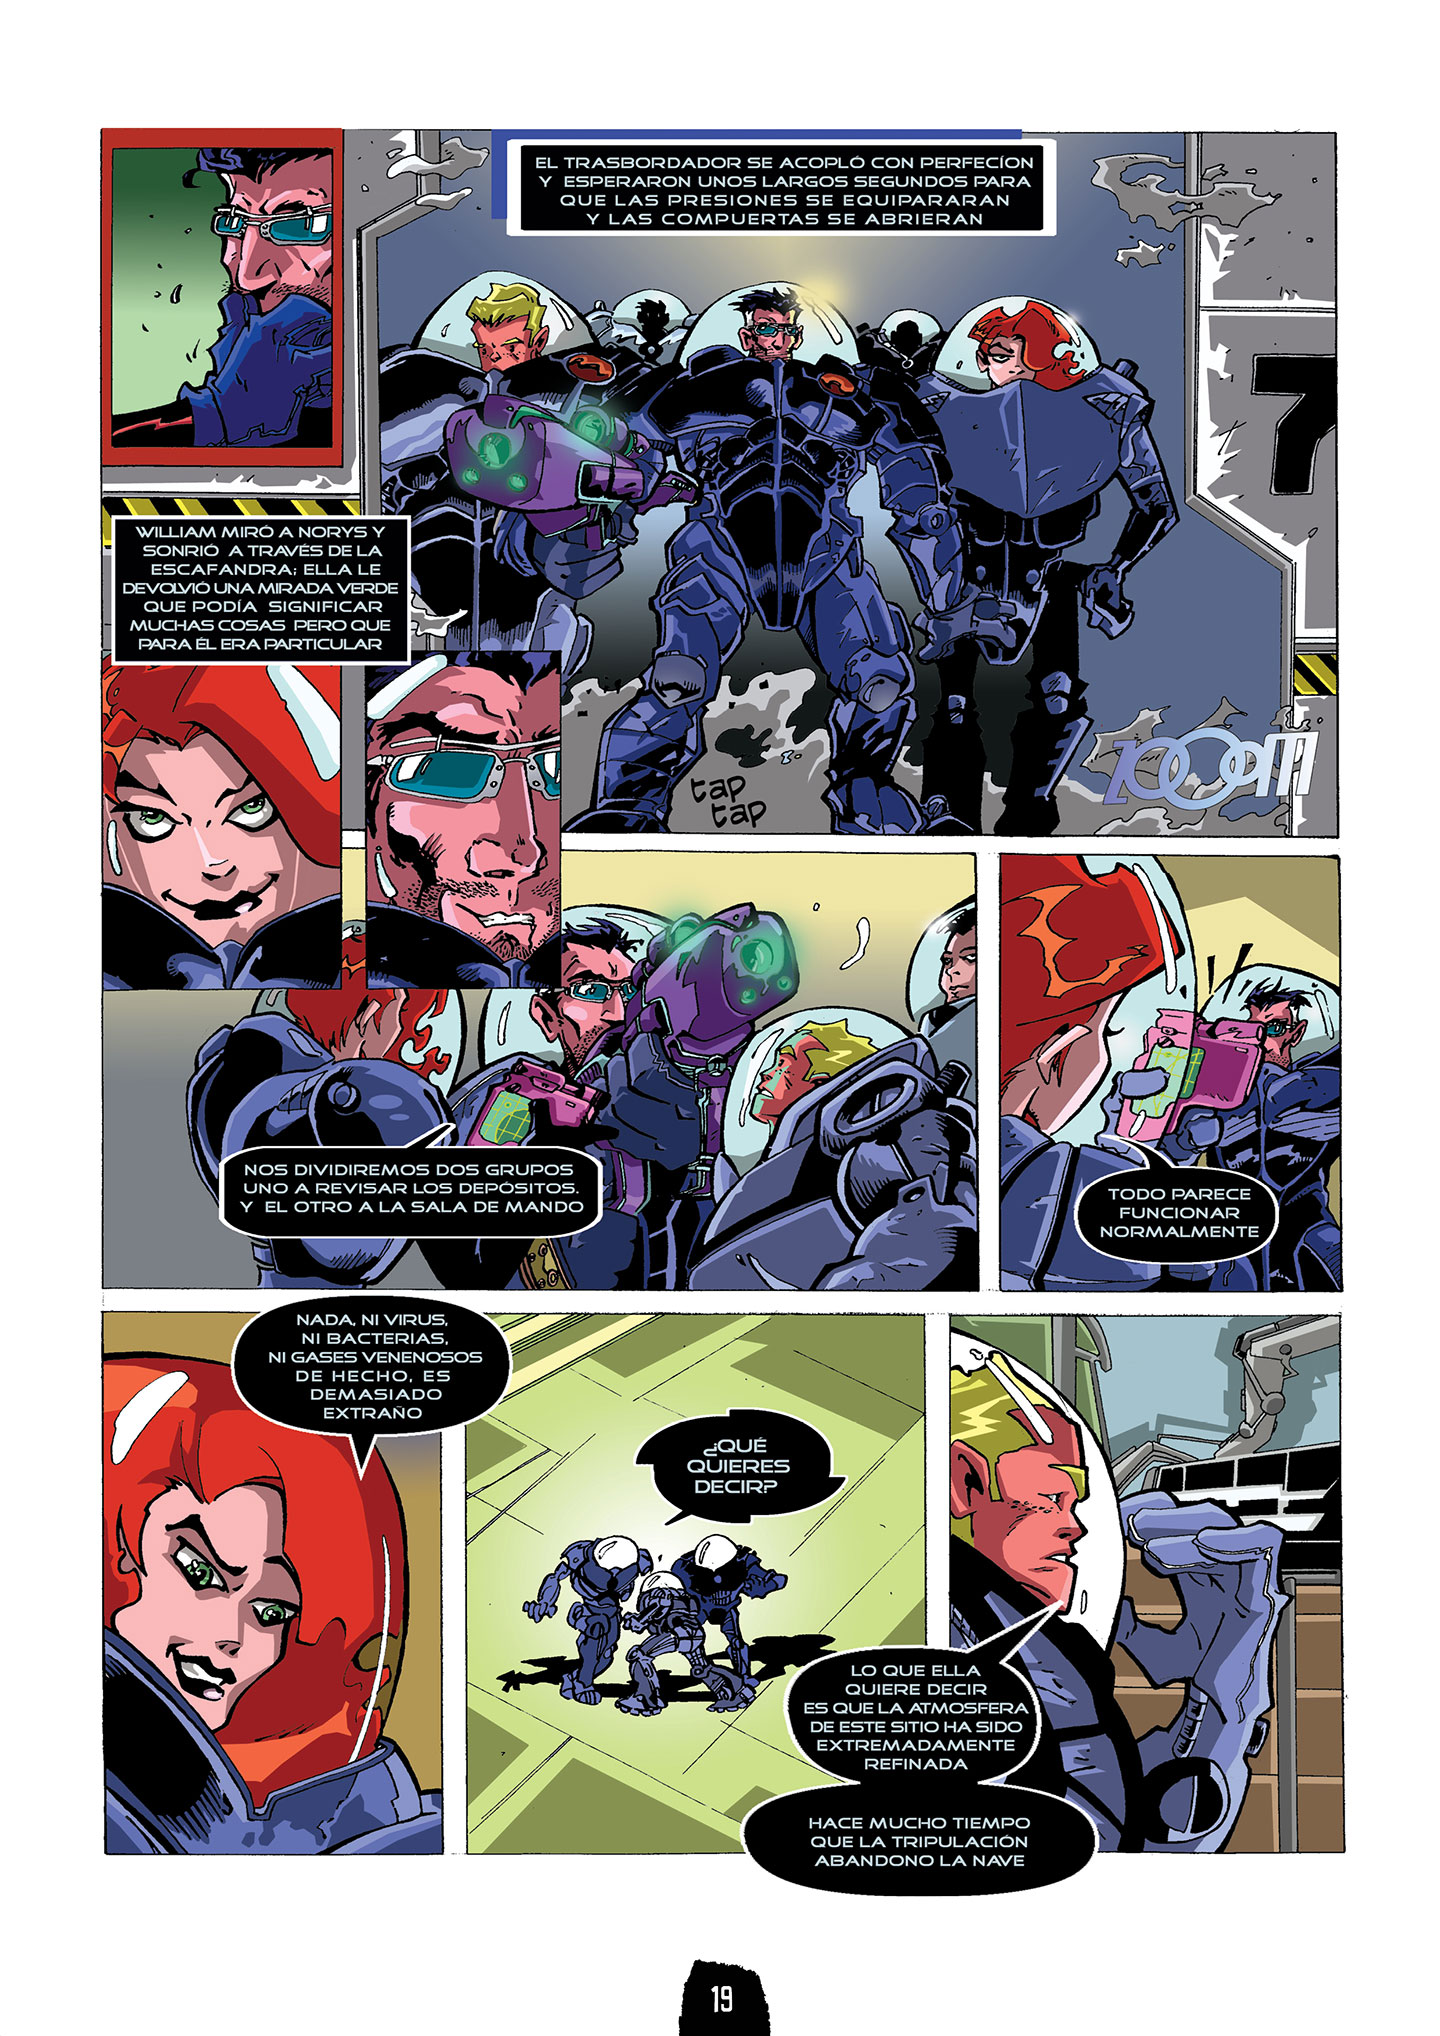 EL TRASBORDADOR SE ACOPLÓ CON PERFECÍON
Y ESPERARON UNOS LARGOS SEGUNDOS PARA
QUE LAS PRESIONES SE EQUIPARARAN
Y LAS COMPUERTAS SE ABRIERAN
7
WILLIAM MIRÓ A NORYS Y
SONRIÓ A TRAVÉS DE LA
ESCAFANDRA; ELLA LE
DEVOLVIÓ UNA MIRADA VERDE
QUE PODÍA SIGNIFICAR
MUCHAS COSAS PERO QUE
PARA ÉL ERA PARTICULAR
tap
tap
zoOom
NOS DIVIDIREMOS DOS GRUPOS
UNO A REVISAR LOS DEPÓSITOS.
Y EL OTRO A LA SALA DE MANDO
TODO PARECE
FUNCIONAR
NORMALMENTE
NADA, NI VIRUS,
NI BACTERIAS,
NI GASES VENENOSOS
DE HECHO, ES
DEMASIADO
EXTRAÑO
¿QUÉ
QUIERES
DECIR?
LO QUE ELLA
QUIERE DECIR
ES QUE LA ATMOSFERA
DE ESTE SITIO HA SIDO
EXTREMADAMENTE
REFINADA
HACE MUCHO TIEMPO
QUE LA TRIPULACIÓN
ABANDONO LA NAVE
19